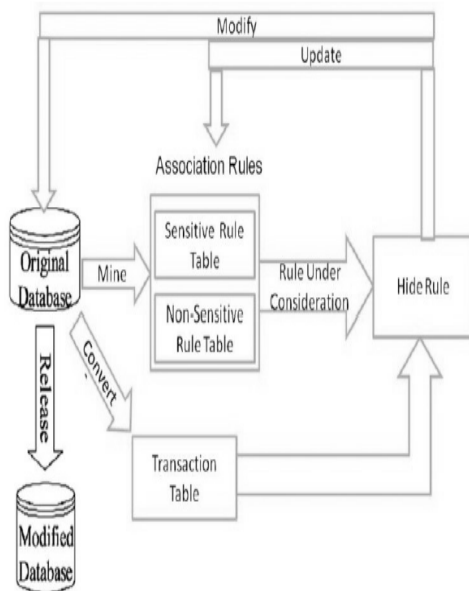 Modify
Update
Association Rules
Sensitive Rule
Table
Non-Sensitive
Rule Table
Original
Database
Mine
Rule Under
Consideration
Hide Rule
Convert
Release
Transaction
Table
Modified
Database